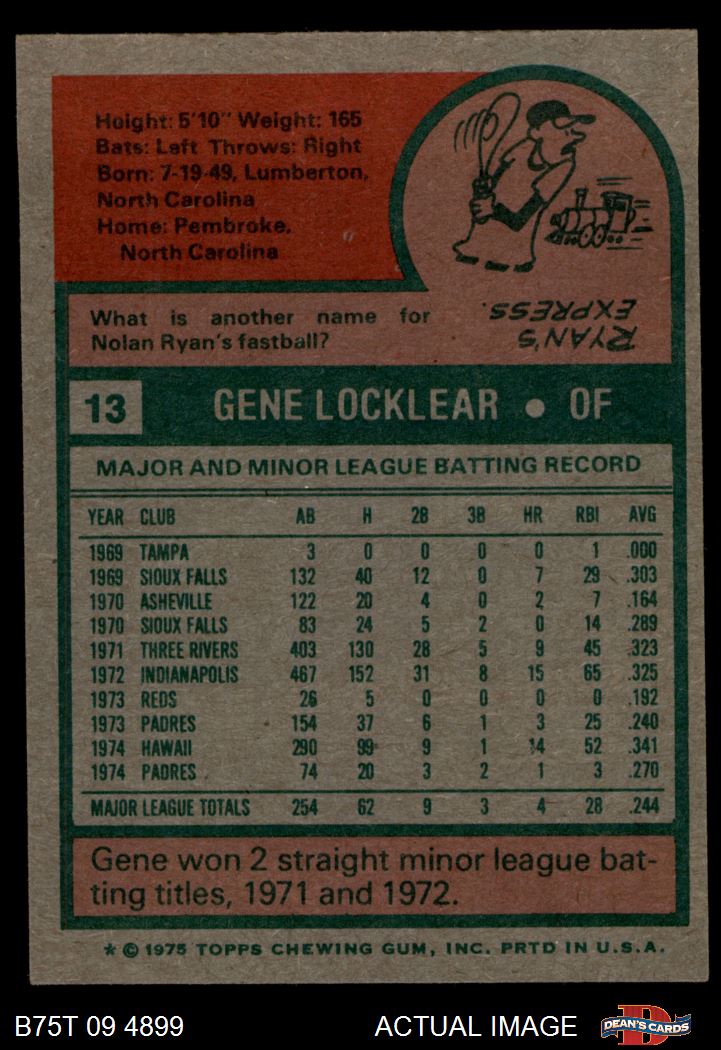 Height: 5'10" Weight: 165
Bats: Left Throws: Right
Born: 7-19-49, Lumberton,
North Carolina
Home: Pembroke,
North Carolina
What is another name for
Nolan Ryan's fastball?
RYAN'S
EXPRESS.
13 GENE LOCKLEAR • OF
MAJOR AND MINOR LEAGUE BATTING RECORD
YEAR CLUB AB H 2B 3B HR RBI AVG
1969 TAMPA 3 0 0 0 0 1 .000
1969 SIOUX FALLS 132 40 12 0 7 29 .303
1970 ASHEVILLE 122 20 4 0 2 7 .164
1970 SIOUX FALLS 83 24 5 2 0 14 .289
1971 THREE RIVERS 403 130 28 5 9 45 .323
1972 INDIANAPOLIS 467 152 31 8 15 65 .325
1973 REDS 26 5 0 0 0 0 .192
1973 PADRES 154 37 6 1 3 25 .240
1974 HAWAII 290 99 9 1 14 52 .341
1974 PADRES 74 20 3 2 1 3 .270
MAJOR LEAGUE TOTALS 254 62 9 3 4 28 .244
Gene won 2 straight minor league bat-
ting titles, 1971 and 1972.
* © 1975 TOPPS CHEWING GUM, INC. PRTD IN U.S.A.
B75T 09 4899 ACTUAL IMAGE DEAN'S CARDS